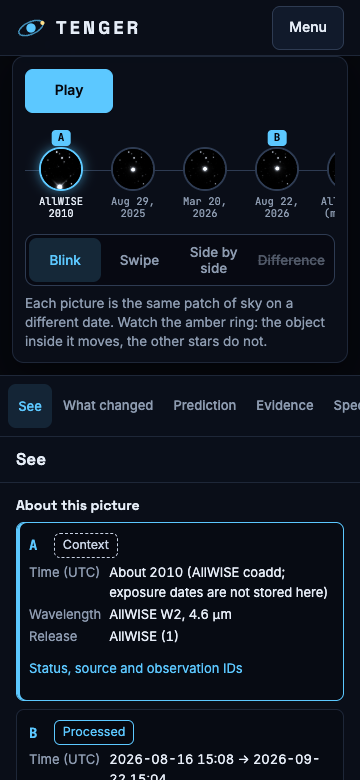 TENGER
Menu
Play
A
B
AllWISE
2010
Aug 29,
2025
Mar 20,
2026
Aug 22,
2026
Blink
Swipe
Side by
side
Difference
Each picture is the same patch of sky on a
different date. Watch the amber ring: the object
inside it moves, the other stars do not.
See
What changed
Prediction
Evidence
See
About this picture
A
Context
Time (UTC)
About 2010 (AllWISE coadd;
exposure dates are not stored here)
Wavelength
AllWISE W2, 4.6 µm
Release
AllWISE (1)
Status, source and observation IDs
B
Processed
Time (UTC)
2026-08-16 15:08 → 2026-09-
22 15:04